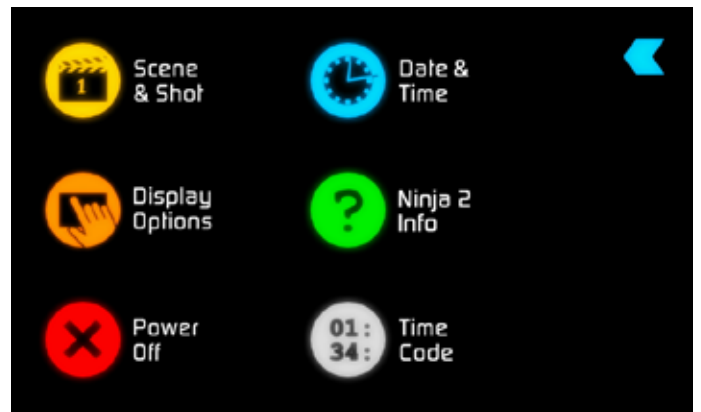 1
Scene
& Shot
Date &
Time
Display
Options
?
Ninja 2
Info
Power
Off
01:
34:
Time
Code